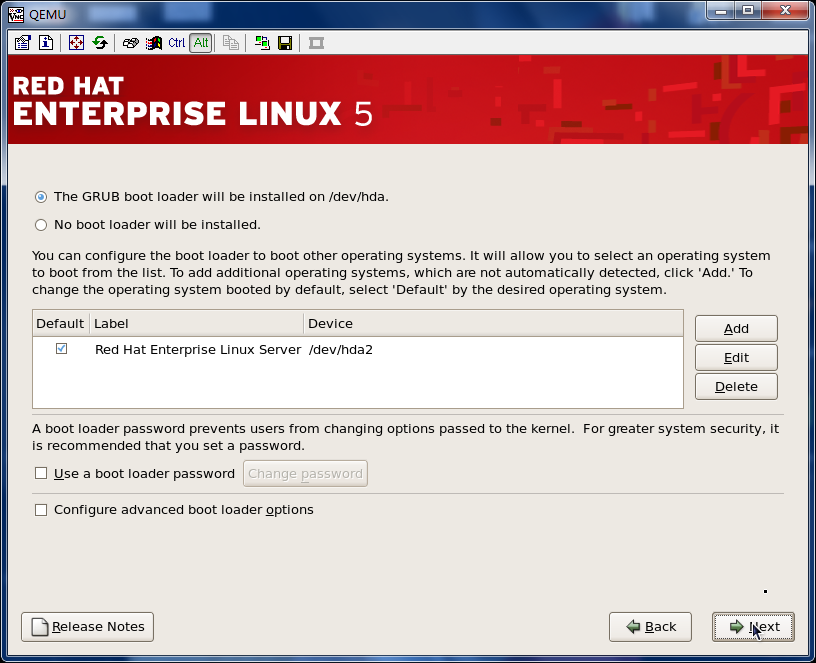 QEMU
Ctrl Alt
RED HAT
ENTERPRISE LINUX 5
The GRUB boot loader will be installed on /dev/hda.
No boot loader will be installed.
You can configure the boot loader to boot other operating systems. It will allow you to select an operating system
to boot from the list. To add additional operating systems, which are not automatically detected, click 'Add.' To
change the operating system booted by default, select 'Default' by the desired operating system.
Default Label Device
Red Hat Enterprise Linux Server /dev/hda2
Add
Edit
Delete
A boot loader password prevents users from changing options passed to the kernel.  For greater system security, it
is recommended that you set a password.
Use a boot loader password Change password
Configure advanced boot loader options
Release Notes Back Next